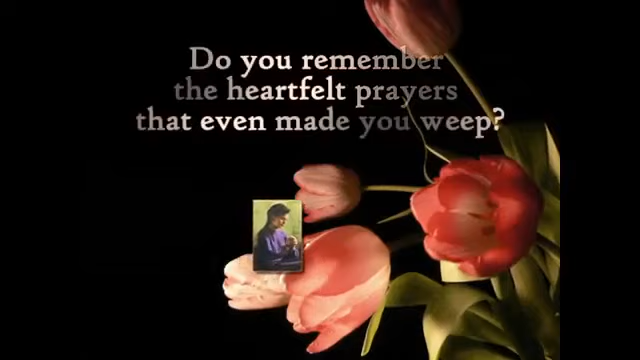 Do you remember
the heartfelt prayers
that even made you weep?